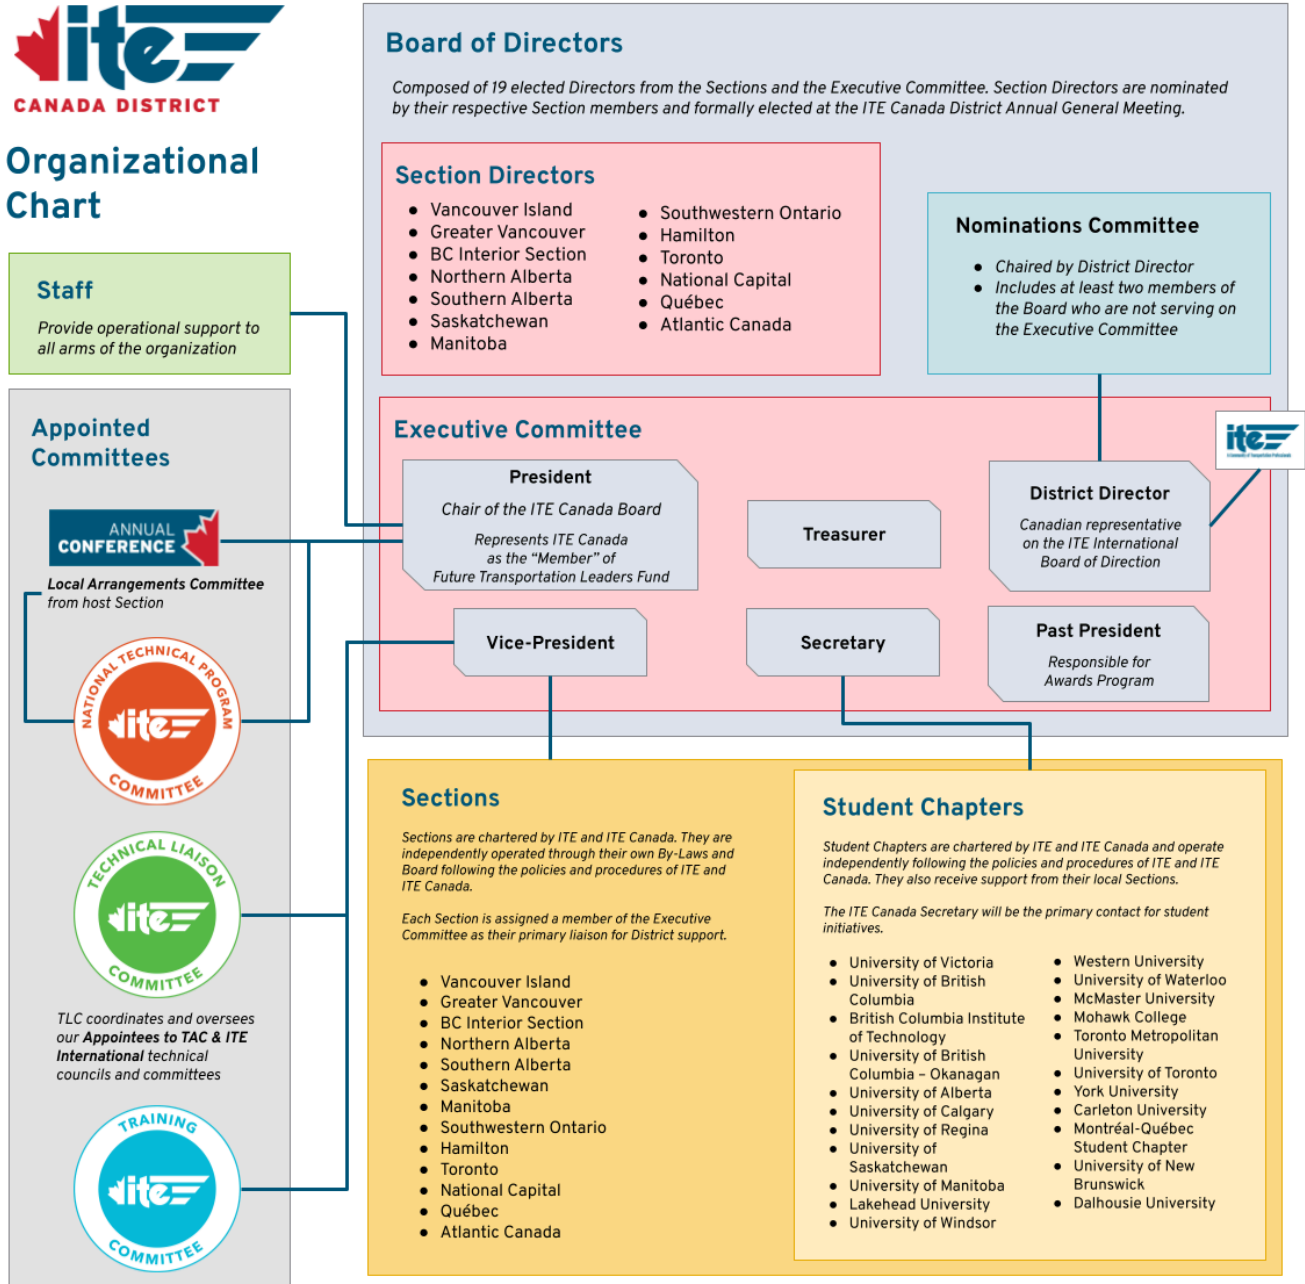 ite
CANADA DISTRICT
Organizational
Chart
Staff
Provide operational support to
all arms of the organization
Appointed
Committees
ANNUAL
CONFERENCE
Local Arrangements Committee
from host Section
NATIONAL TECHNICAL PROGRAM
ite
COMMITTEE
TECHNICAL LIAISON
ite
COMMITTEE
TLC coordinates and oversees
our Appointees to TAC & ITE
International technical
councils and committees
TRAINING
ite
COMMITTEE
Board of Directors
Composed of 19 elected Directors from the Sections and the Executive Committee. Section Directors are nominated
by their respective Section members and formally elected at the ITE Canada District Annual General Meeting.
Section Directors
● Vancouver Island
● Greater Vancouver
● BC Interior Section
● Northern Alberta
● Southern Alberta
● Saskatchewan
● Manitoba
● Southwestern Ontario
● Hamilton
● Toronto
● National Capital
● Québec
● Atlantic Canada
Nominations Committee
● Chaired by District Director
● Includes at least two members of
the Board who are not serving on
the Executive Committee
Executive Committee
ite
President
Chair of the ITE Canada Board
Represents ITE Canada
as the “Member” of
Future Transportation Leaders Fund
Treasurer
District Director
Canadian representative
on the ITE International
Board of Direction
Vice-President
Secretary
Past President
Responsible for
Awards Program
Sections
Sections are chartered by ITE and ITE Canada. They are
independently operated through their own By-Laws and
Board following the policies and procedures of ITE and
ITE Canada.
Each Section is assigned a member of the Executive
Committee as their primary liaison for District support.
● Vancouver Island
● Greater Vancouver
● BC Interior Section
● Northern Alberta
● Southern Alberta
● Saskatchewan
● Manitoba
● Southwestern Ontario
● Hamilton
● Toronto
● National Capital
● Québec
● Atlantic Canada
Student Chapters
Student Chapters are chartered by ITE and ITE Canada and operate
independently following the policies and procedures of ITE and ITE
Canada. They also receive support from their local Sections.
The ITE Canada Secretary will be the primary contact for student
initiatives.
● University of Victoria
● University of British
Columbia
● British Columbia Institute
of Technology
● University of British
Columbia – Okanagan
● University of Alberta
● University of Calgary
● University of Regina
● University of
Saskatchewan
● University of Manitoba
● Lakehead University
● University of Windsor
● Western University
● University of Waterloo
● McMaster University
● Mohawk College
● Toronto Metropolitan
University
● University of Toronto
● York University
● Carleton University
● Montréal-Québec
Student Chapter
● University of New
Brunswick
● Dalhousie University